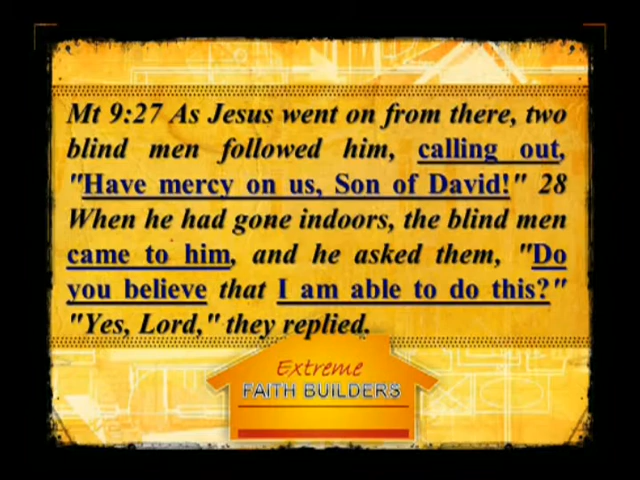 Mt 9:27 As Jesus went on from there, two
blind men followed him, calling out,
"Have mercy on us, Son of David!" 28
When he had gone indoors, the blind men
came to him, and he asked them, "Do
you believe that I am able to do this?"
"Yes, Lord," they replied.
Extreme
FAITH BUILDERS